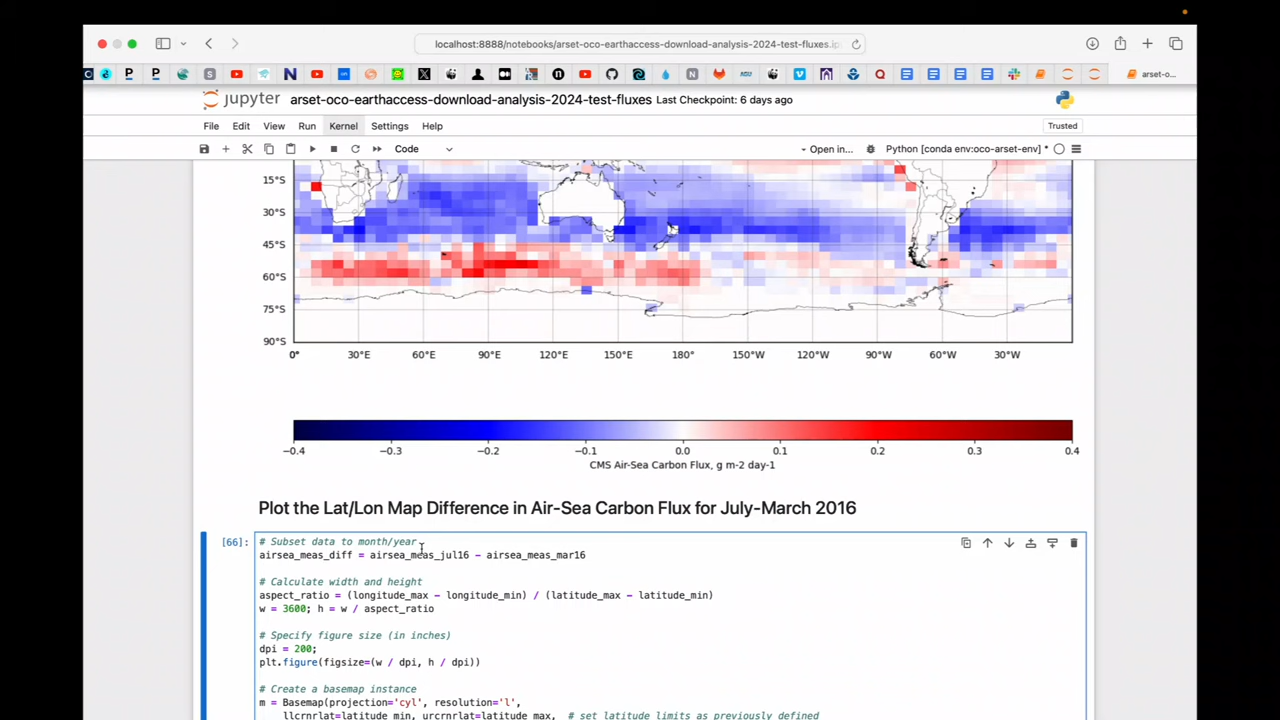 localhost:8888/notebooks/arset-oco-earthaccess-download-analysis-2024-test-fluxes.ip
arset-o...
jupyter arset-oco-earthaccess-download-analysis-2024-test-fluxes Last Checkpoint: 6 days ago
File Edit View Run Kernel Settings Help
Trusted
Code
Open in...
Python [conda env:oco-arset-env] *
15°S
30°S
45°S
60°S
75°S
90°S
0° 30°E 60°E 90°E 120°E 150°E 180° 150°W 120°W 90°W 60°W 30°W
−0.4 −0.3 −0.2 −0.1 0.0 0.1 0.2 0.3 0.4
CMS Air-Sea Carbon Flux, g m-2 day-1
Plot the Lat/Lon Map Difference in Air-Sea Carbon Flux for July-March 2016
[66]:
# Subset data to month/year
airsea_meas_diff = airsea_meas_jul16 - airsea_meas_mar16
# Calculate width and height
aspect_ratio = (longitude_max - longitude_min) / (latitude_max - latitude_min)
w = 3600; h = w / aspect_ratio
# Specify figure size (in inches)
dpi = 200;
plt.figure(figsize=(w / dpi, h / dpi))
# Create a basemap instance
m = Basemap(projection='cyl', resolution='l',
llcrnrlat=latitude_min, urcrnrlat=latitude_max, # set latitude limits as previously defined